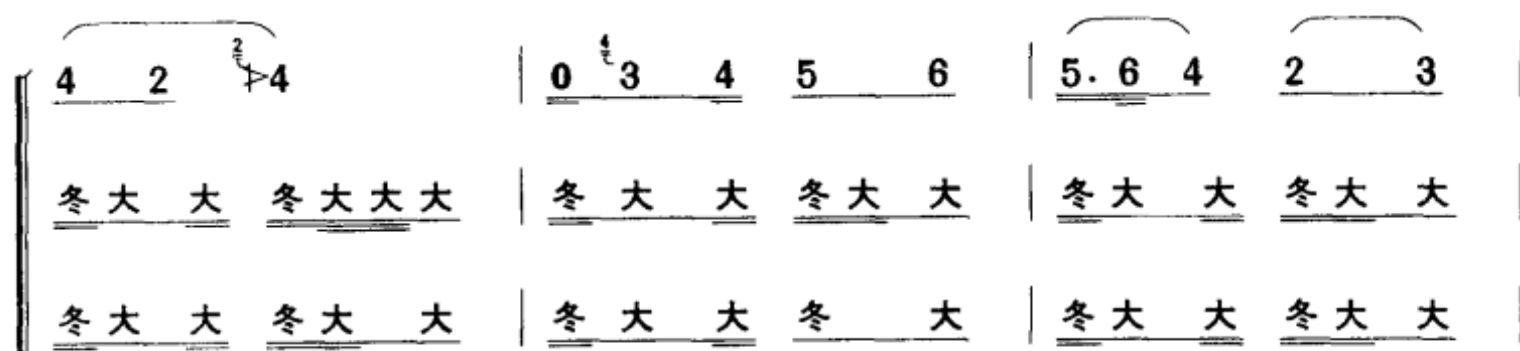 4 2 2 4 | 0 4 3 4 5 6 | 5. 6 4 2 3 |
冬 大 大 冬 大 大 大 | 冬 大 大 冬 大 大 | 冬 大 大 冬 大 大 |
冬 大 大 冬 大 大 | 冬 大 大 冬 大 | 冬 大 大 冬 大 大 |